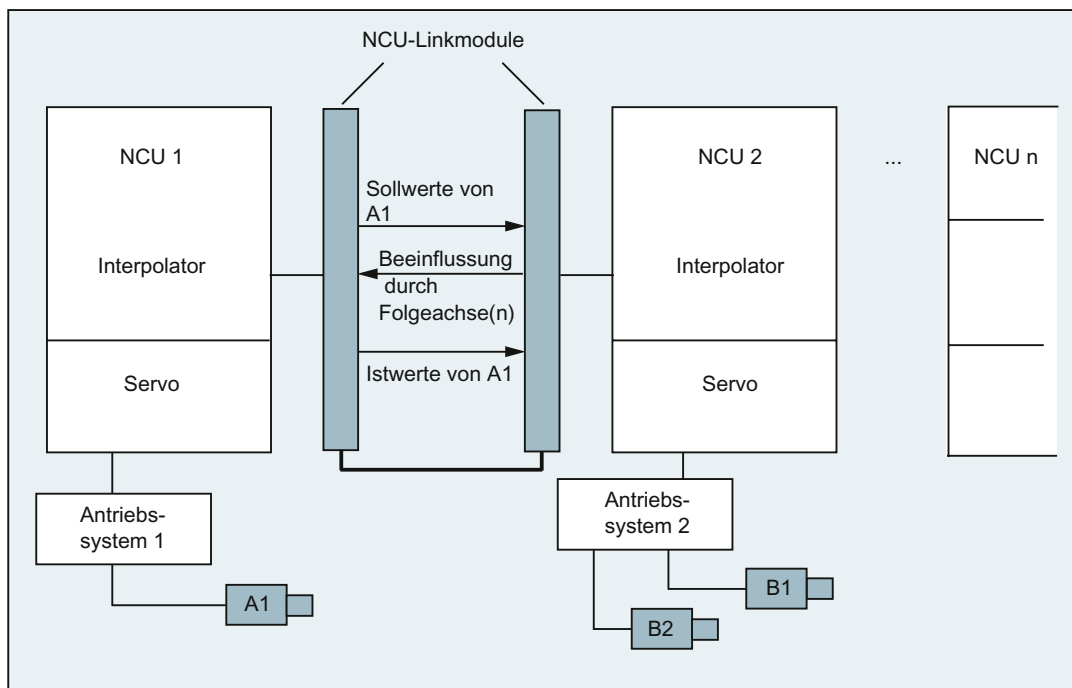 NCU-Linkmodule
NCU 1
Interpolator
Servo
Antriebs-
system 1
A1
Sollwerte von
A1
Beeinflussung
durch
Folgeachse(n)
Istwerte von A1
NCU 2
Interpolator
Servo
Antriebs-
system 2
B1
B2
...
NCU n